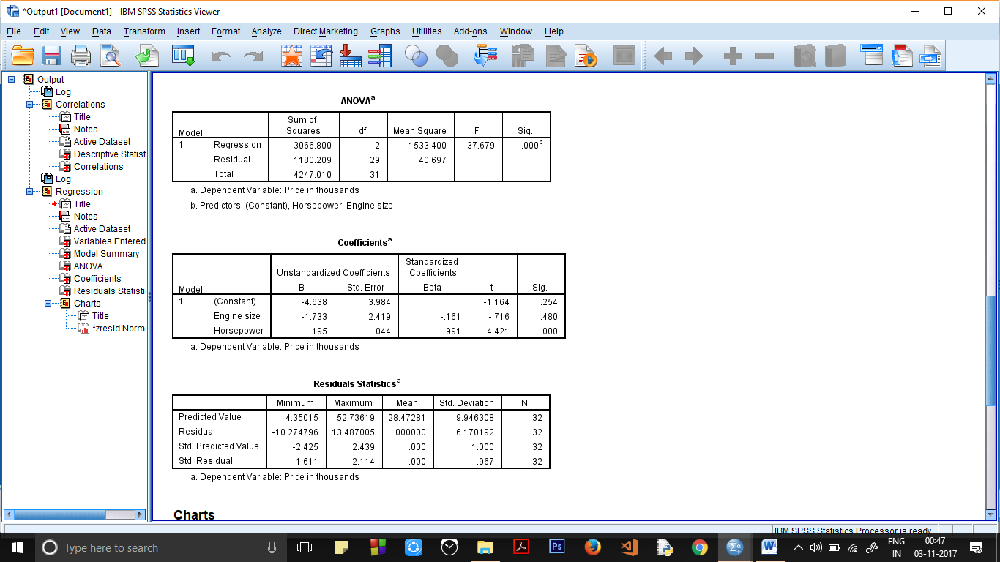 *Output1 [Document1] - IBM SPSS Statistics Viewer
File Edit View Data Transform Insert Format Analyze Direct Marketing Graphs Utilities Add-ons Window Help
Output
Log
Correlations
Title
Notes
Active Dataset
Descriptive Statist
Correlations
Log
Regression
Title
Notes
Active Dataset
Variables Entered
Model Summary
ANOVA
Coefficients
Residuals Statisti
Charts
Title
*zresid Norm
ANOVAa
Model Sum of Squares df Mean Square F Sig.
1 Regression 3066.800 2 1533.400 37.679 .000b
Residual 1180.209 29 40.697
Total 4247.010 31
a. Dependent Variable: Price in thousands
b. Predictors: (Constant), Horsepower, Engine size
Coefficientsa
Unstandardized Coefficients Standardized Coefficients
Model B Std. Error Beta t Sig.
1 (Constant) -4.638 3.984 -1.164 .254
Engine size -1.733 2.419 -.161 -.716 .480
Horsepower .195 .044 .991 4.421 .000
a. Dependent Variable: Price in thousands
Residuals Statisticsa
Minimum Maximum Mean Std. Deviation N
Predicted Value 4.35015 52.73619 28.47281 9.946308 32
Residual -10.274796 13.487005 .000000 6.170192 32
Std. Predicted Value -2.425 2.439 .000 1.000 32
Std. Residual -1.611 2.114 .000 .967 32
a. Dependent Variable: Price in thousands
Charts
IBM SPSS Statistics Processor is ready
Type here to search
Ps
W
ENG
IN
00:47
03-11-2017